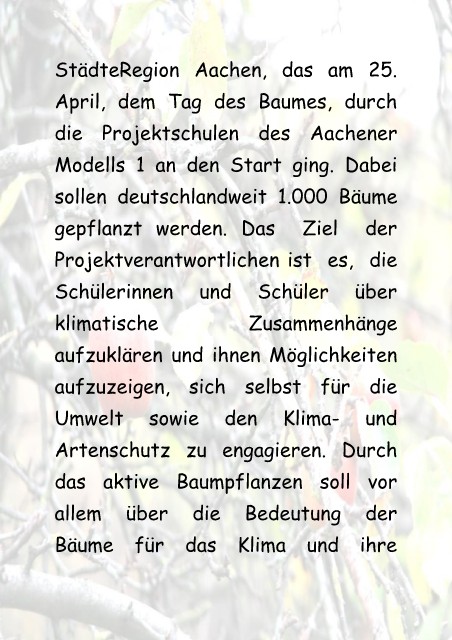 StädteRegion Aachen, das am 25.
April, dem Tag des Baumes, durch
die Projektschulen des Aachener
Modells 1 an den Start ging. Dabei
sollen deutschlandweit 1.000 Bäume
gepflanzt werden. Das Ziel der
Projektverantwortlichen ist es, die
Schülerinnen und Schüler über
klimatische Zusammenhänge
aufzuklären und ihnen Möglichkeiten
aufzuzeigen, sich selbst für die
Umwelt sowie den Klima- und
Artenschutz zu engagieren. Durch
das aktive Baumpflanzen soll vor
allem über die Bedeutung der
Bäume für das Klima und ihre